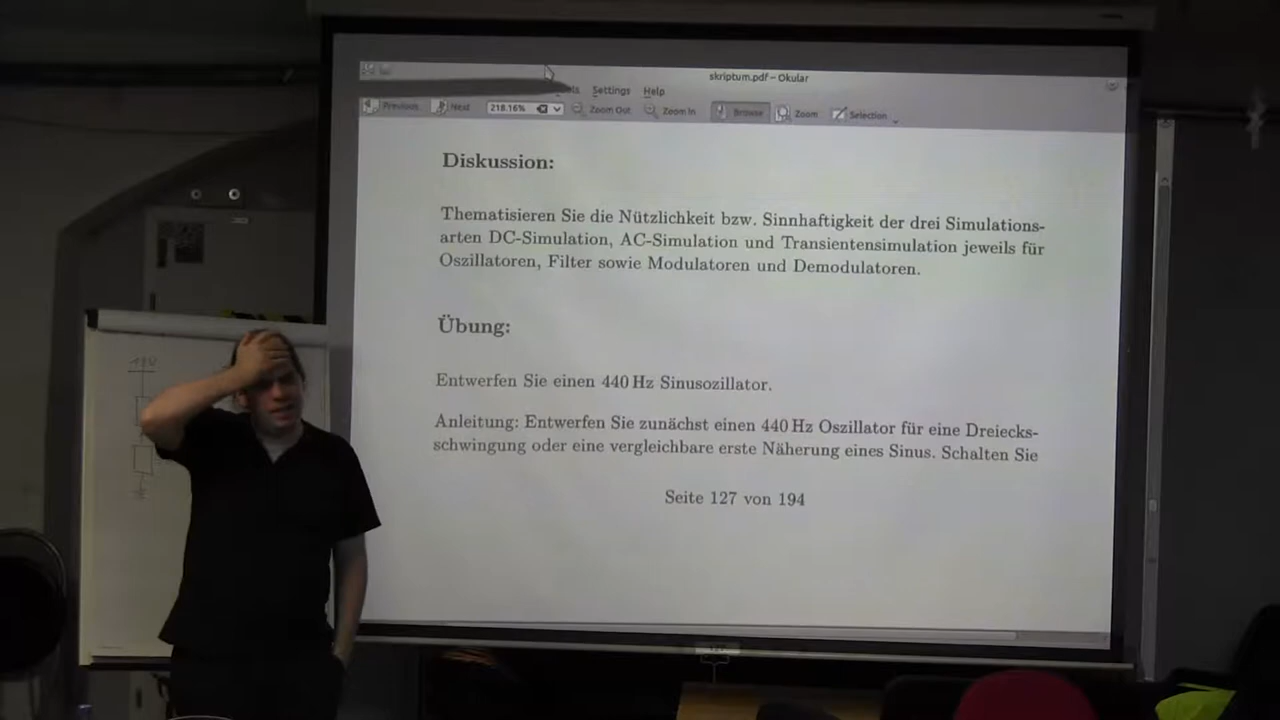 skriptum.pdf – Okular
Settings Help
Previous Next 218.16% Zoom Out Zoom In Browse Zoom Selection
Diskussion:
Thematisieren Sie die Nützlichkeit bzw. Sinnhaftigkeit der drei Simulations-
arten DC-Simulation, AC-Simulation und Transientensimulation jeweils für
Oszillatoren, Filter sowie Modulatoren und Demodulatoren.
Übung:
Entwerfen Sie einen 440 Hz Sinusozillator.
Anleitung: Entwerfen Sie zunächst einen 440 Hz Oszillator für eine Dreiecks-
schwingung oder eine vergleichbare erste Näherung eines Sinus. Schalten Sie
Seite 127 von 194